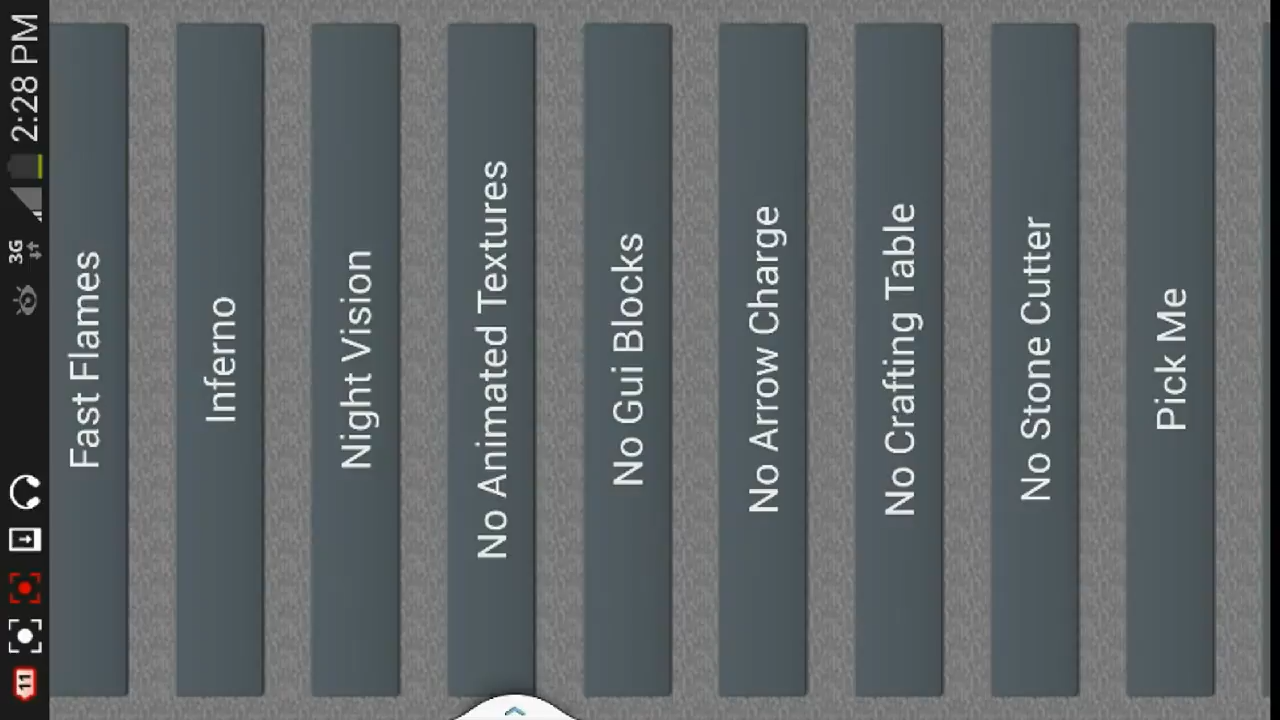 11
3G
2:28 PM
Fast Flames
Inferno
Night Vision
No Animated Textures
No Gui Blocks
No Arrow Charge
No Crafting Table
No Stone Cutter
Pick Me